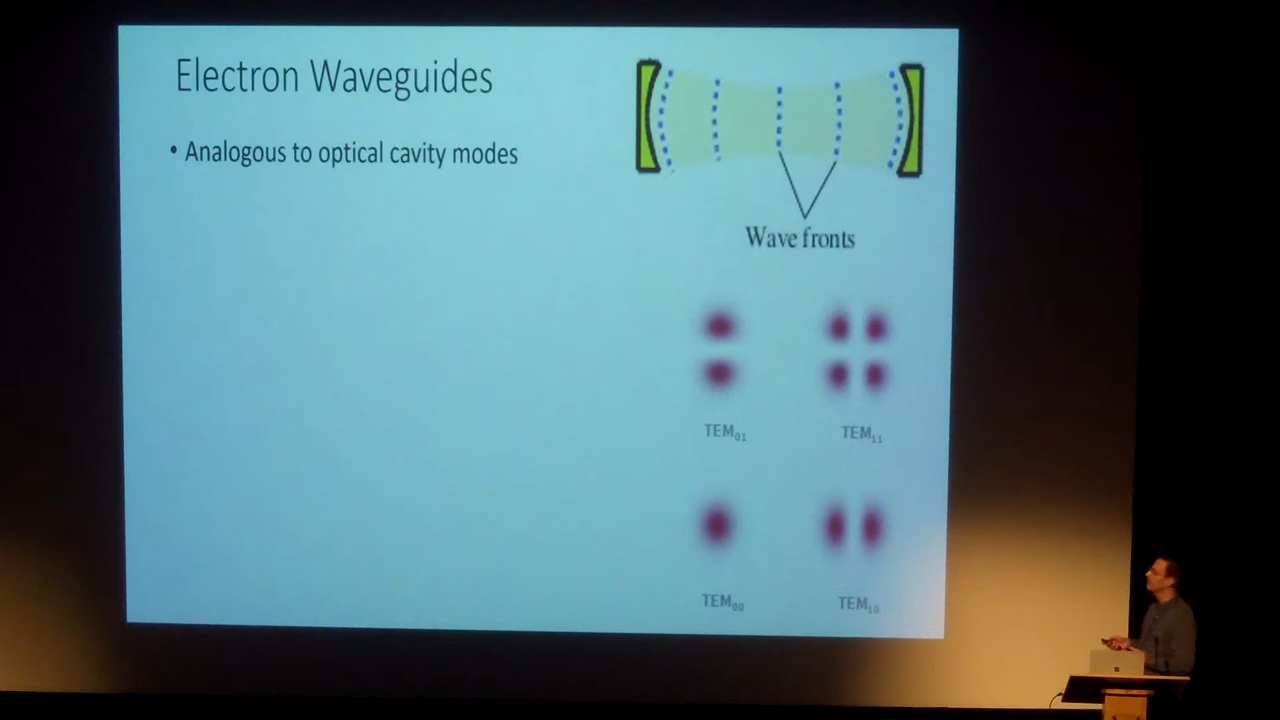 Electron Waveguides
• Analogous to optical cavity modes
Wave fronts
TEM₀₁
TEM₁₁
TEM₀₀
TEM₁₀